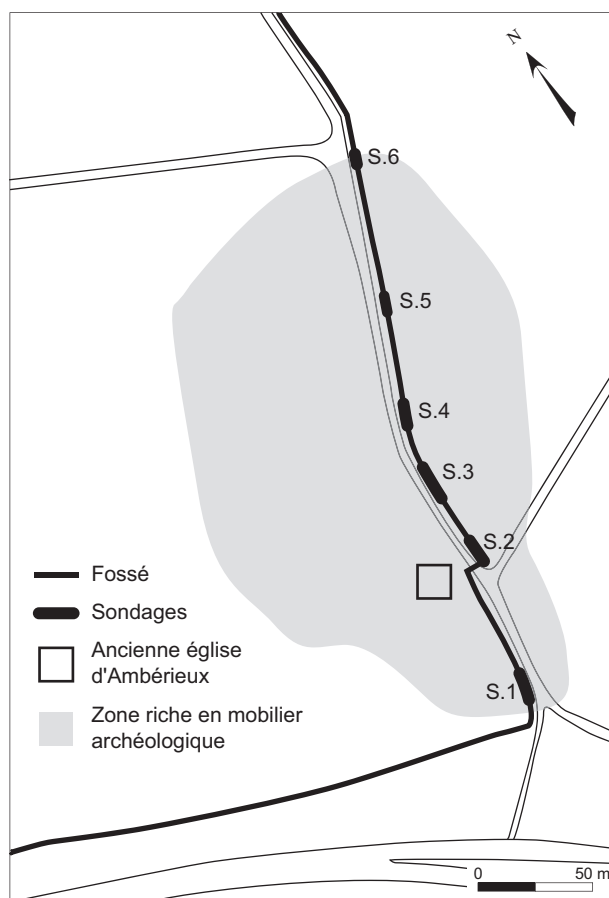 N
S.6
S.5
S.4
S.3
S.2
S.1
Fossé
Sondages
Ancienne église
d'Ambérieux
Zone riche en mobilier
archéologique
0 50 m